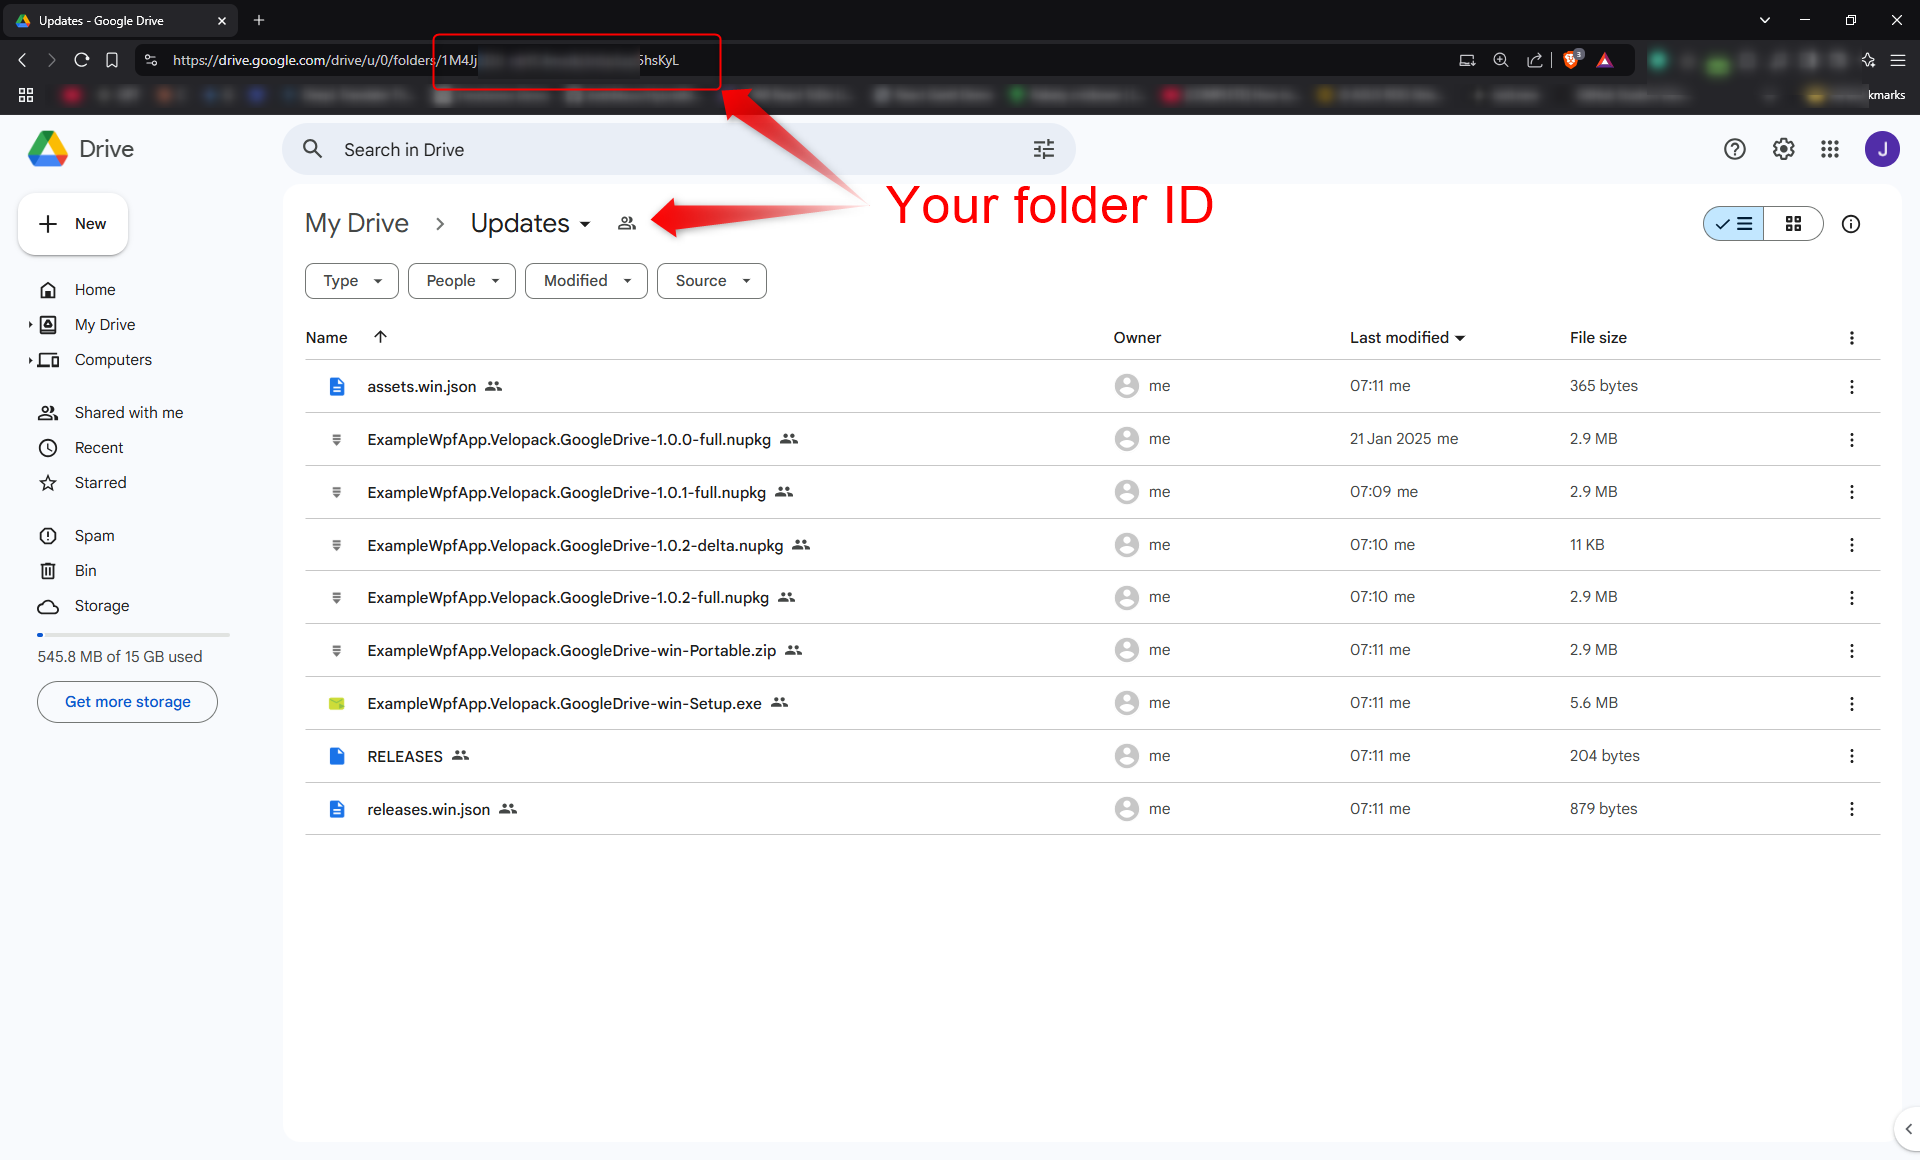 Updates - Google Drive
https://drive.google.com/drive/u/0/folders/1M4Jj 5hsKyL
3
kmarks
Drive
Search in Drive
J
Your folder ID
New
My Drive > Updates
Type People Modified Source
Home
My Drive
Computers
Shared with me
Recent
Starred
Spam
Bin
Storage
545.8 MB of 15 GB used
Get more storage
Name Owner Last modified File size
assets.win.json me 07:11 me 365 bytes
ExampleWpfApp.Velopack.GoogleDrive-1.0.0-full.nupkg me 21 Jan 2025 me 2.9 MB
ExampleWpfApp.Velopack.GoogleDrive-1.0.1-full.nupkg me 07:09 me 2.9 MB
ExampleWpfApp.Velopack.GoogleDrive-1.0.2-delta.nupkg me 07:10 me 11 KB
ExampleWpfApp.Velopack.GoogleDrive-1.0.2-full.nupkg me 07:10 me 2.9 MB
ExampleWpfApp.Velopack.GoogleDrive-win-Portable.zip me 07:11 me 2.9 MB
ExampleWpfApp.Velopack.GoogleDrive-win-Setup.exe me 07:11 me 5.6 MB
RELEASES me 07:11 me 204 bytes
releases.win.json me 07:11 me 879 bytes